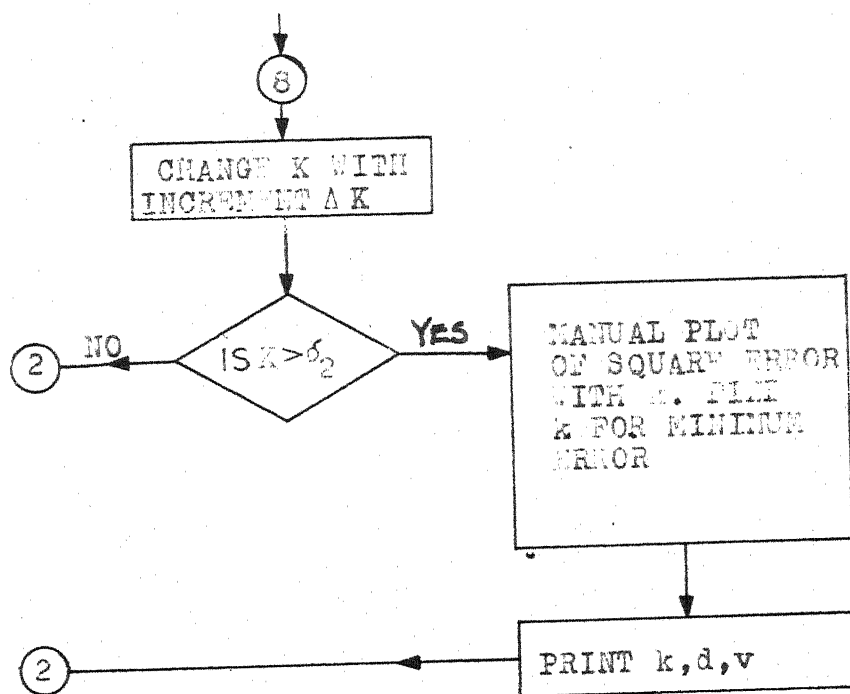 8
CHANGE K WITH
INCREMENT Δ K
IS K > δ₂
NO
2
YES
MANUAL PLOT
OF SQUARE ERROR
WITH k. FIND
k FOR MINIMUM
ERROR
PRINT k,d,v
2